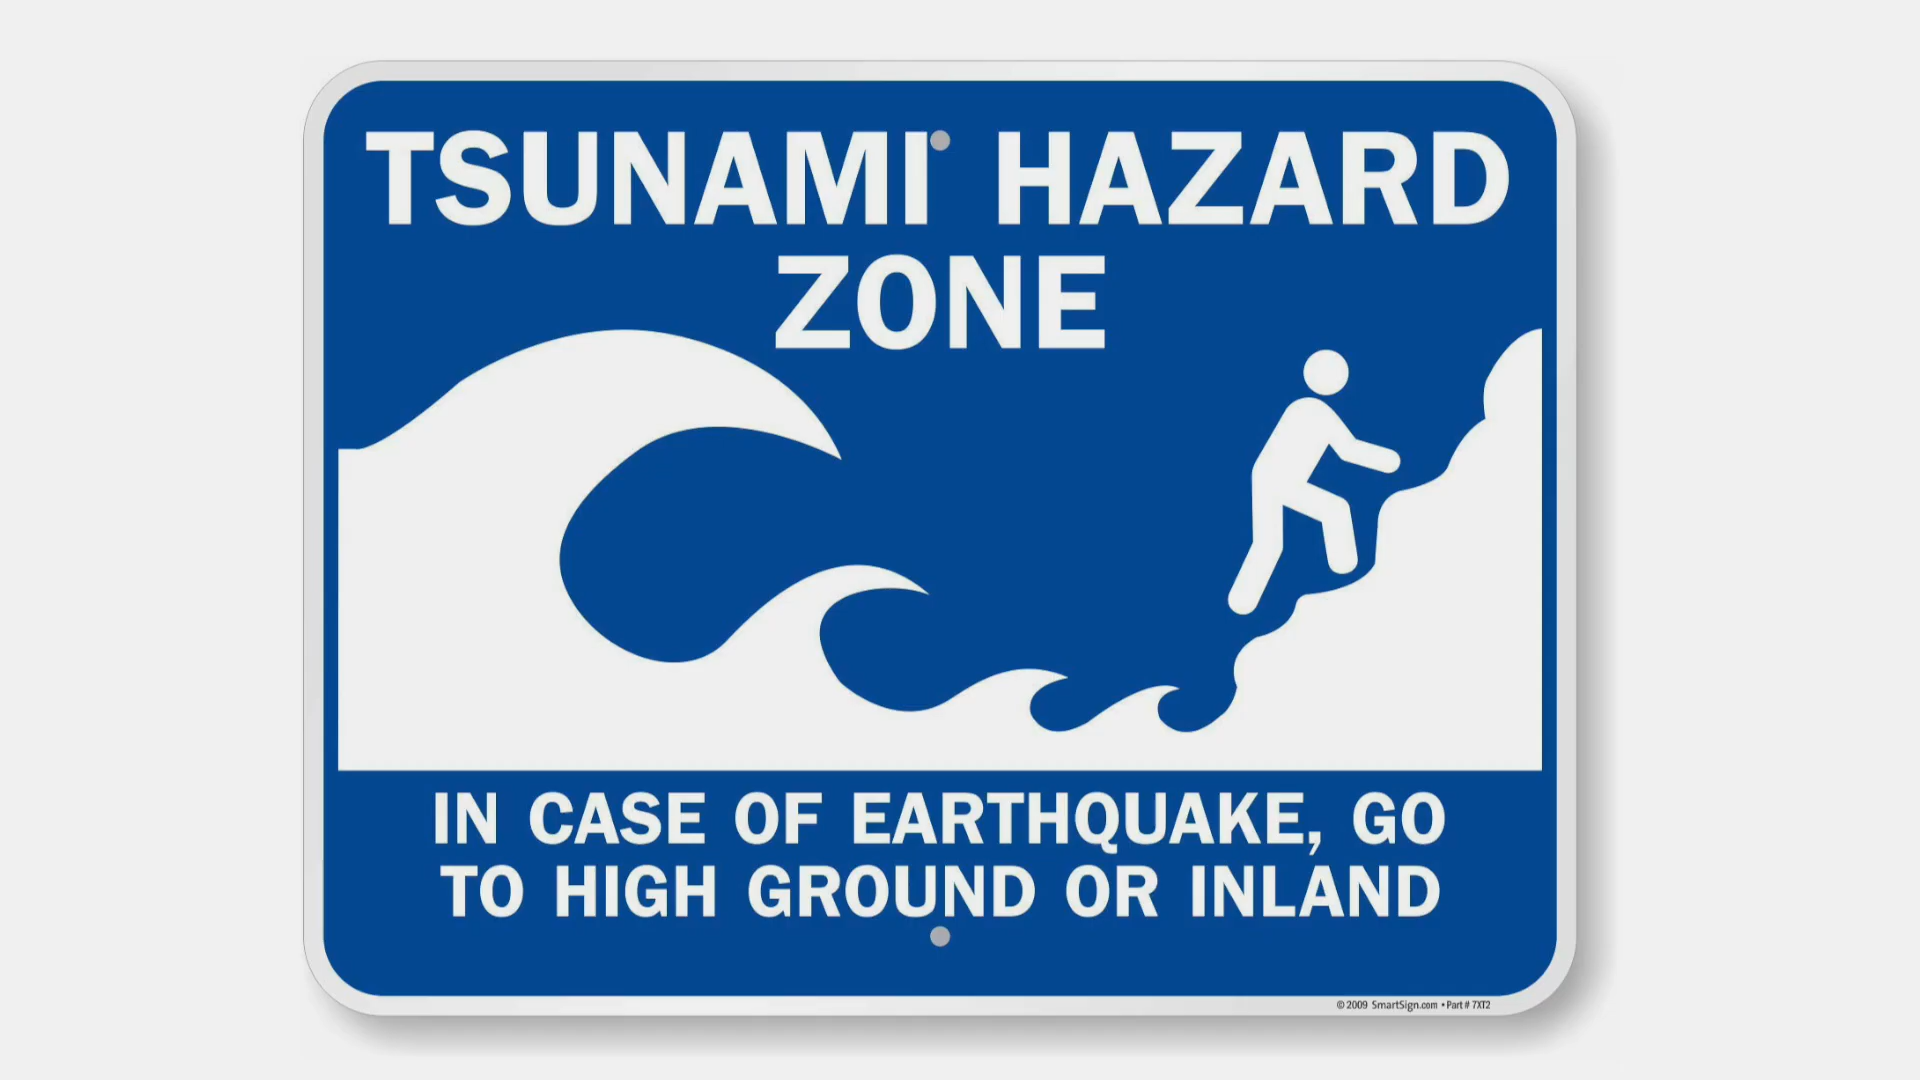 TSUNAMI HAZARD
ZONE
IN CASE OF EARTHQUAKE, GO
TO HIGH GROUND OR INLAND
© 2009 SmartSign.com • Part # 7XT2